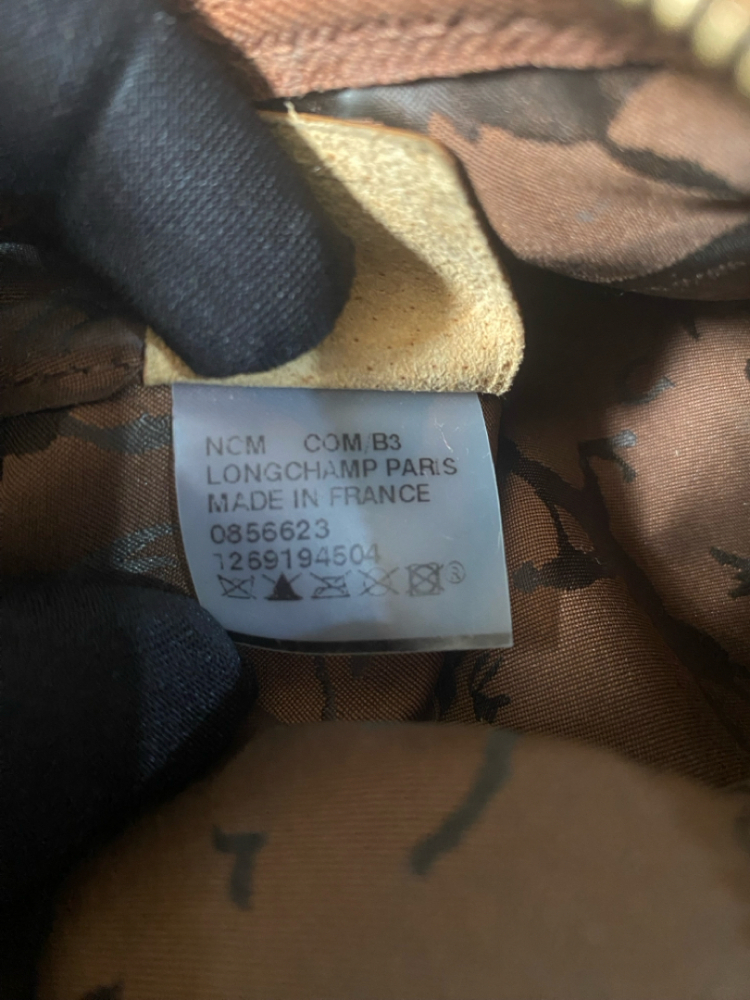 NCM COM/B3
LONGCHAMP PARIS
MADE IN FRANCE
0856623
1269194504